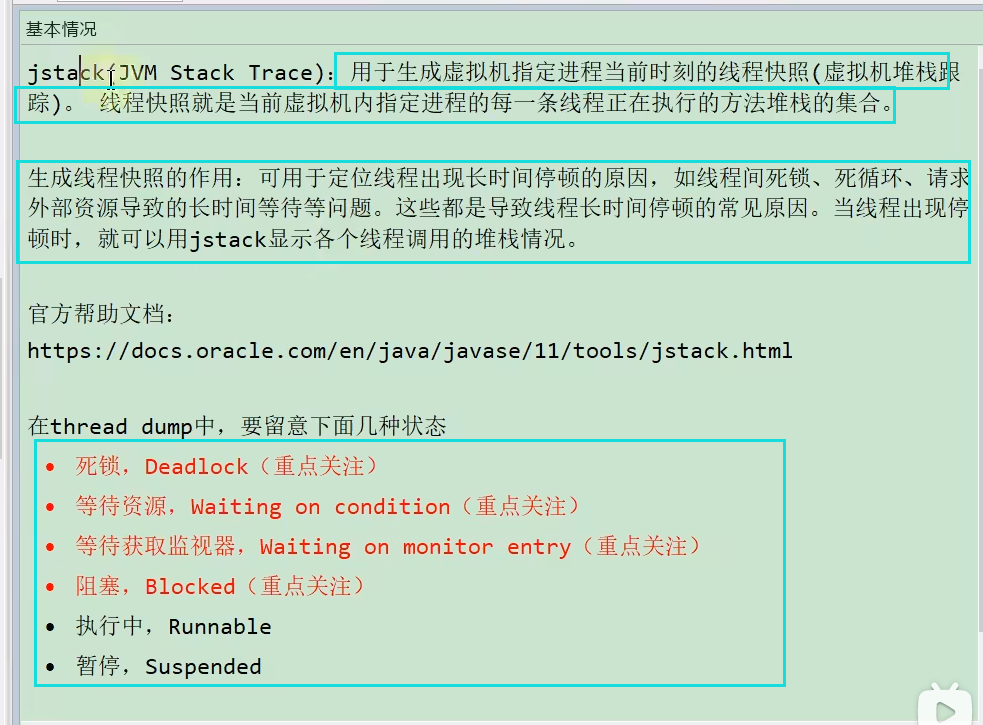 基本情况
jstack(JVM Stack Trace)：用于生成虚拟机指定进程当前时刻的线程快照(虚拟机堆栈跟
踪)。 线程快照就是当前虚拟机内指定进程的每一条线程正在执行的方法堆栈的集合。
生成线程快照的作用：可用于定位线程出现长时间停顿的原因，如线程间死锁、死循环、请求
外部资源导致的长时间等待等问题。这些都是导致线程长时间停顿的常见原因。当线程出现停
顿时，就可以用jstack显示各个线程调用的堆栈情况。
官方帮助文档：
https://docs.oracle.com/en/java/javase/11/tools/jstack.html
在thread dump中，要留意下面几种状态
• 死锁，Deadlock（重点关注）
• 等待资源，Waiting on condition（重点关注）
• 等待获取监视器，Waiting on monitor entry（重点关注）
• 阻塞，Blocked（重点关注）
• 执行中，Runnable
• 暂停，Suspended